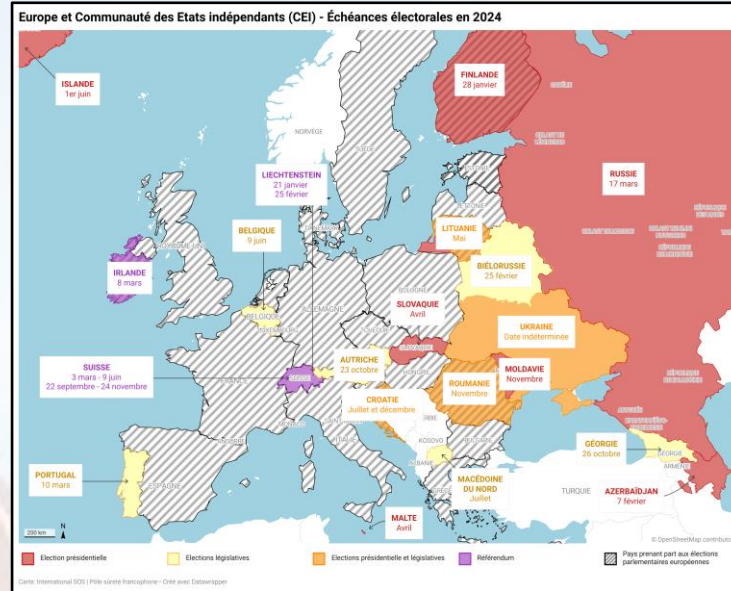 Europe et Communauté des Etats indépendants (CEI) - Échéances électorales en 2024
ISLANDE
1er juin
FINLANDE
28 janvier
NORVÈGE
RUSSIE
17 mars
LIECHTENSTEIN
21 janvier
25 février
BELGIQUE
9 juin
LITUANIE
Mai
IRLANDE
8 mars
BIÉLORUSSIE
25 février
SLOVAQUIE
Avril
ALLEMAGNE
BELGIQUE
UKRAINE
Date indéterminée
SUISSE
3 mars - 9 juin
22 septembre - 24 novembre
AUTRICHE
23 octobre
SLOVAQUIE
MOLDAVIE
Novembre
ROUMANIE
Novembre
CROATIE
Juillet et décembre
SUISSE
FRANCE
MONACO
ITALIE
KOSOVO
ALBANIE
GÉORGIE
26 octobre
GÉORGIE
ARMÉNIE
PORTUGAL
10 mars
ESPAGNE
MACÉDOINE
DU NORD
Juillet
TURQUIE
AZERBAÏDJAN
7 février
MALTE
Avril
200 km
N
© OpenStreetMap contributors
Election présidentielle
Elections législatives
Elections présidentielle et législatives
Référendum
Pays prenant part aux élections
parlementaires européennes
Carte: International SOS | Pôle sûreté francophone • Créé avec Datawrapper